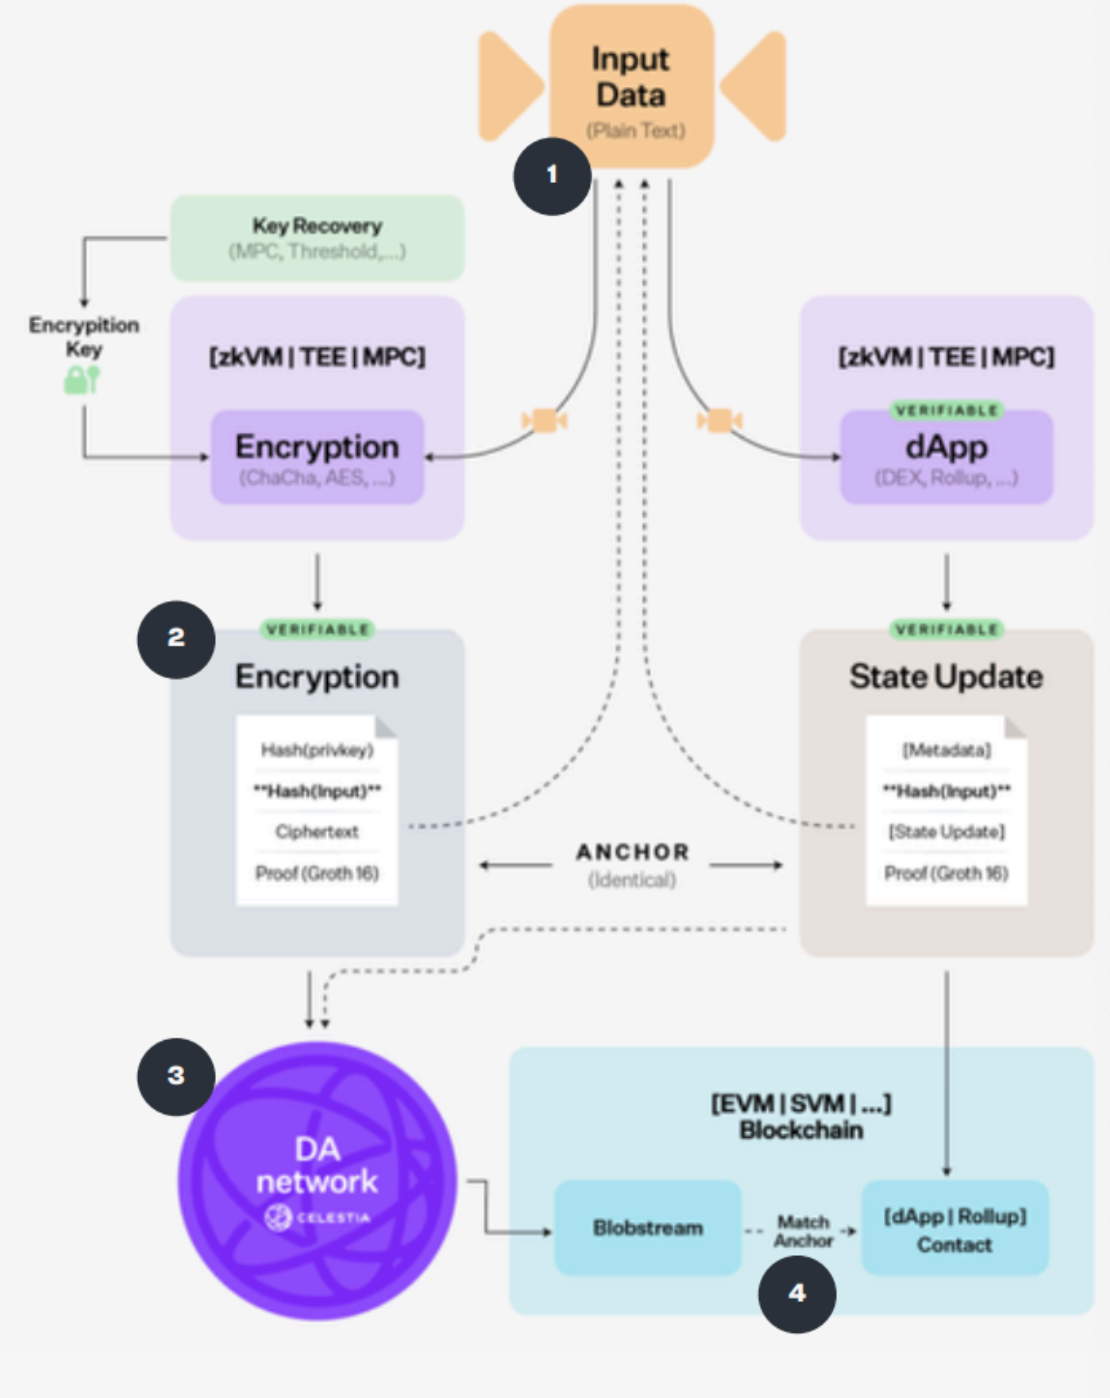 Input
Data
(Plain Text)
1
Key Recovery
(MPC, Threshold,...)
Encrypition
Key
[zkVM | TEE | MPC]
Encryption
(ChaCha, AES, ...)
[zkVM | TEE | MPC]
VERIFIABLE
dApp
(DEX, Rollup, ...)
2
VERIFIABLE
Encryption
Hash(privkey)
**Hash(Input)**
Ciphertext
Proof (Groth 16)
ANCHOR
(Identical)
VERIFIABLE
State Update
[Metadata]
**Hash(Input)**
[State Update]
Proof (Groth 16)
3
DA
network
CELESTIA
[EVM | SVM | ...]
Blockchain
Blobstream
Match
Anchor
[dApp | Rollup]
Contact
4